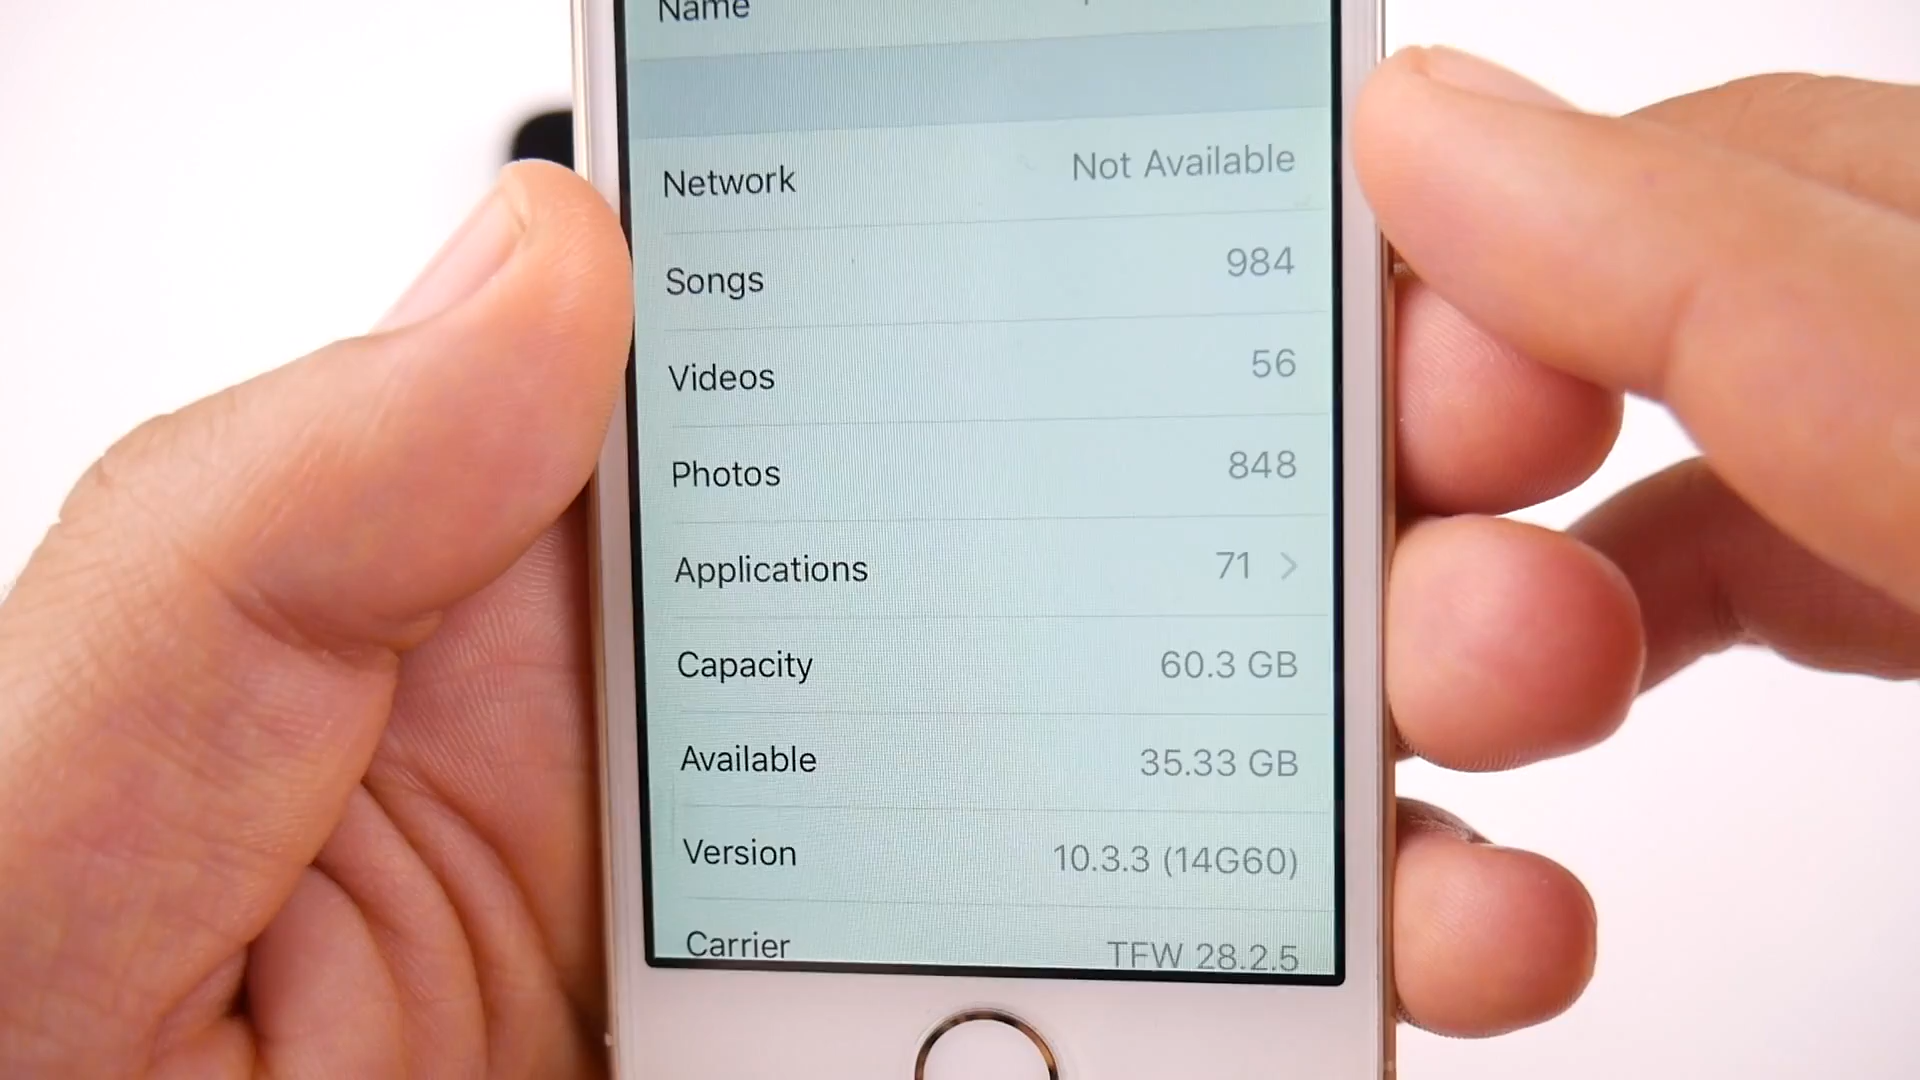 Name
Network Not Available
Songs 984
Videos 56
Photos 848
Applications 71 >
Capacity 60.3 GB
Available 35.33 GB
Version 10.3.3 (14G60)
Carrier TFW 28.2.5